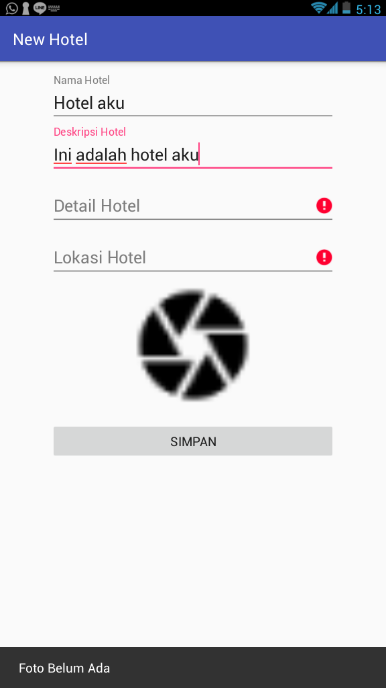 5:13
New Hotel
Nama Hotel
Hotel aku
Deskripsi Hotel
Ini adalah hotel aku
Detail Hotel
Lokasi Hotel
SIMPAN
Foto Belum Ada